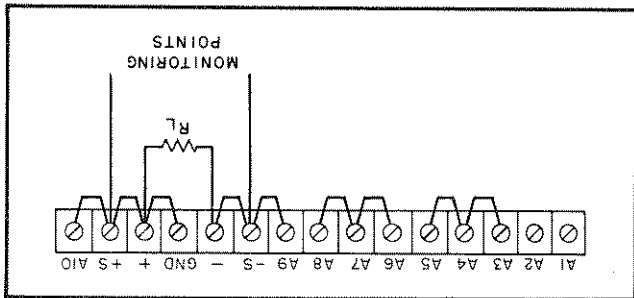 A1 A2 A3 A4 A5 A6 A7 A8 A9 -S - GND + +S A10
RL
MONITORING
POINTS